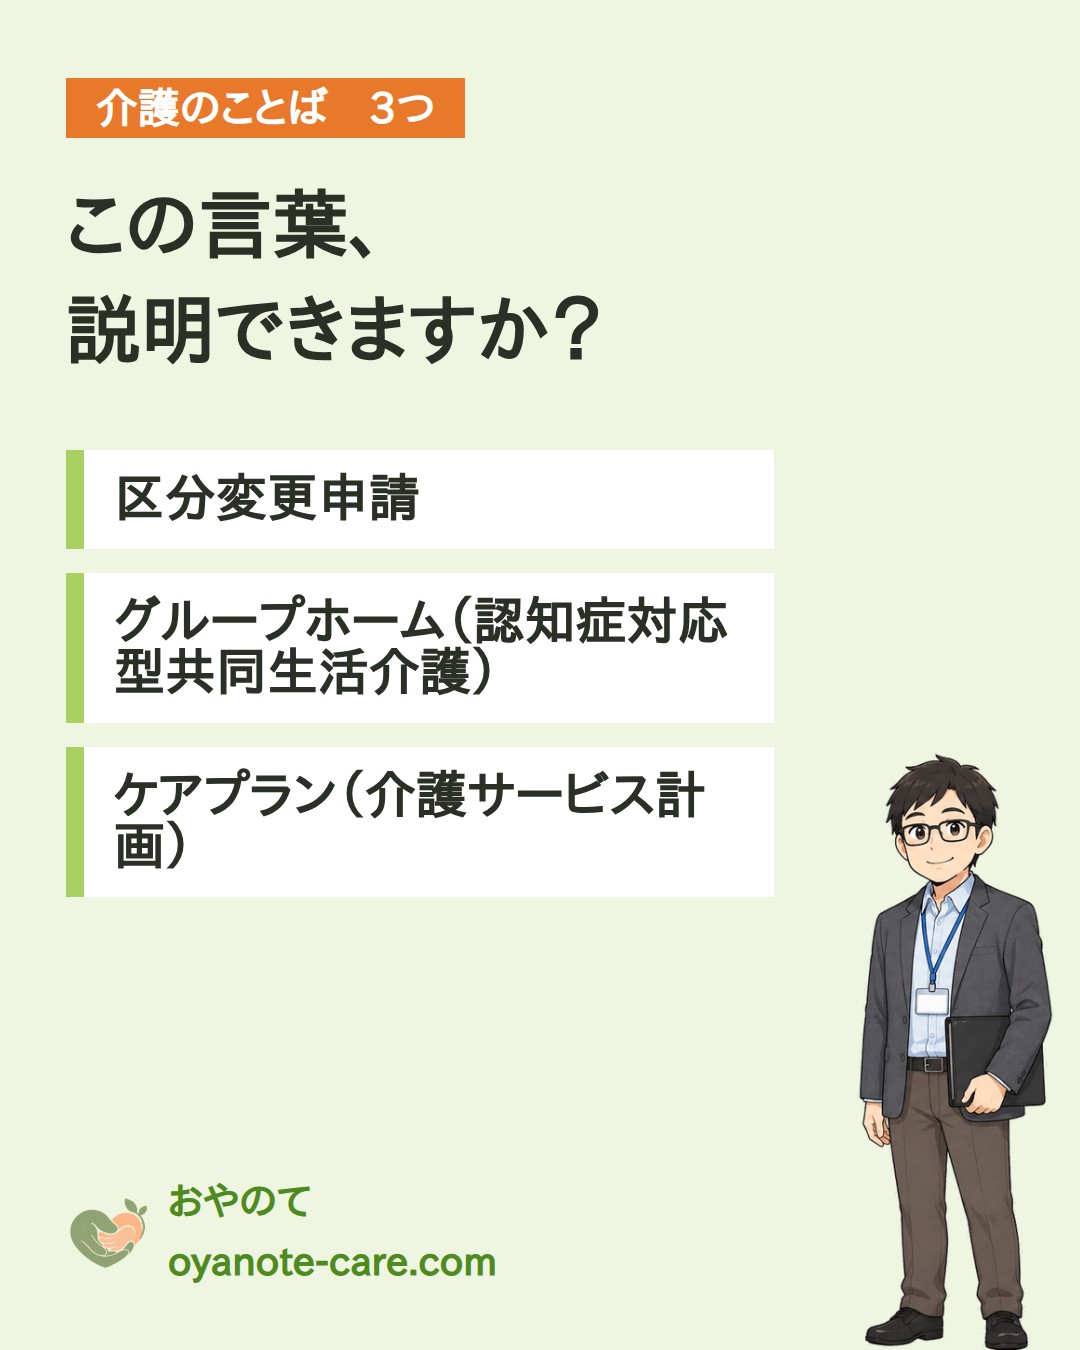 介護のことば　3つ
この言葉、
説明できますか？
区分変更申請
グループホーム（認知症対応
型共同生活介護）
ケアプラン（介護サービス計
画）
おやのて
oyanote-care.com